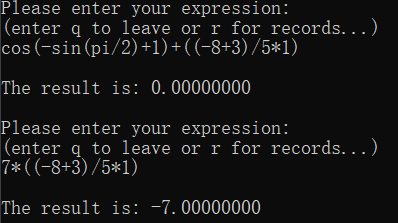 Please enter your expression:
(enter q to leave or r for records...)
cos(-sin(pi/2)+1)+((-8+3)/5*1)
The result is: 0.00000000
Please enter your expression:
(enter q to leave or r for records...)
7*((-8+3)/5*1)
The result is: -7.00000000